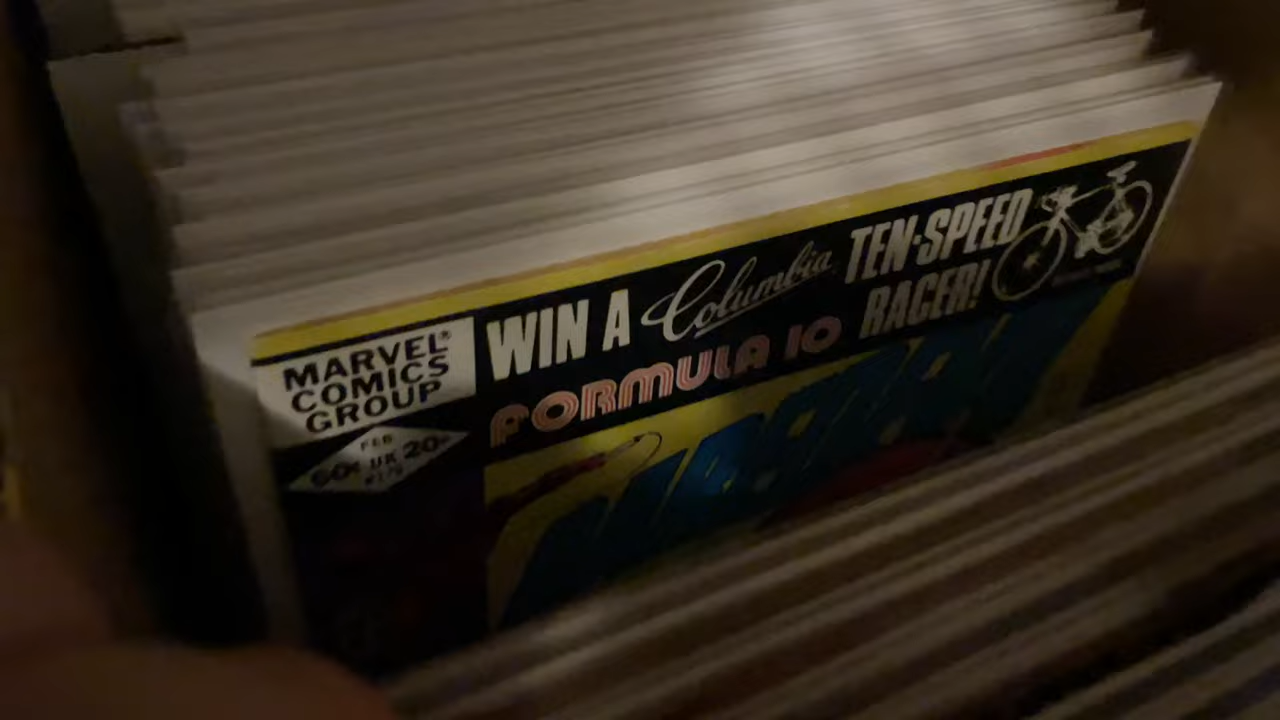 WIN A Columbia TEN-SPEED
FORMULA 10 RACER!
MARVEL®
COMICS
GROUP
FEB
60¢ UK 20p